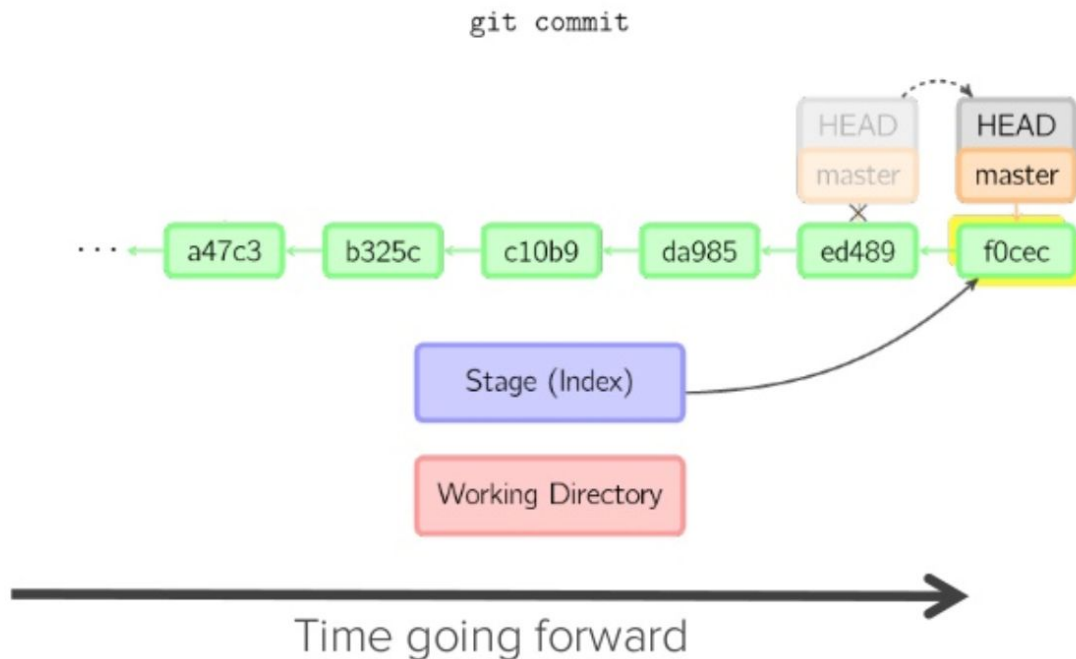 git commit
HEAD HEAD
master master
... a47c3 b325c c10b9 da985 ed489 f0cec
Stage (Index)
Working Directory
Time going forward